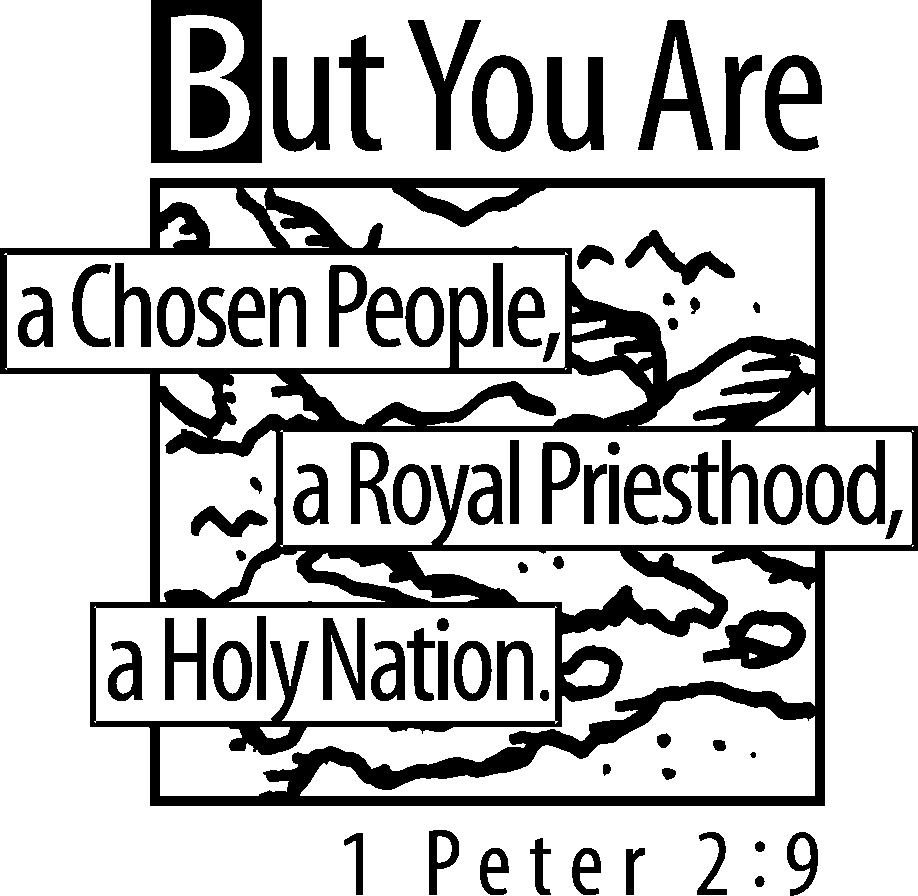 But You Are
a Chosen People,
a Royal Priesthood,
a Holy Nation.
1 Peter 2:9